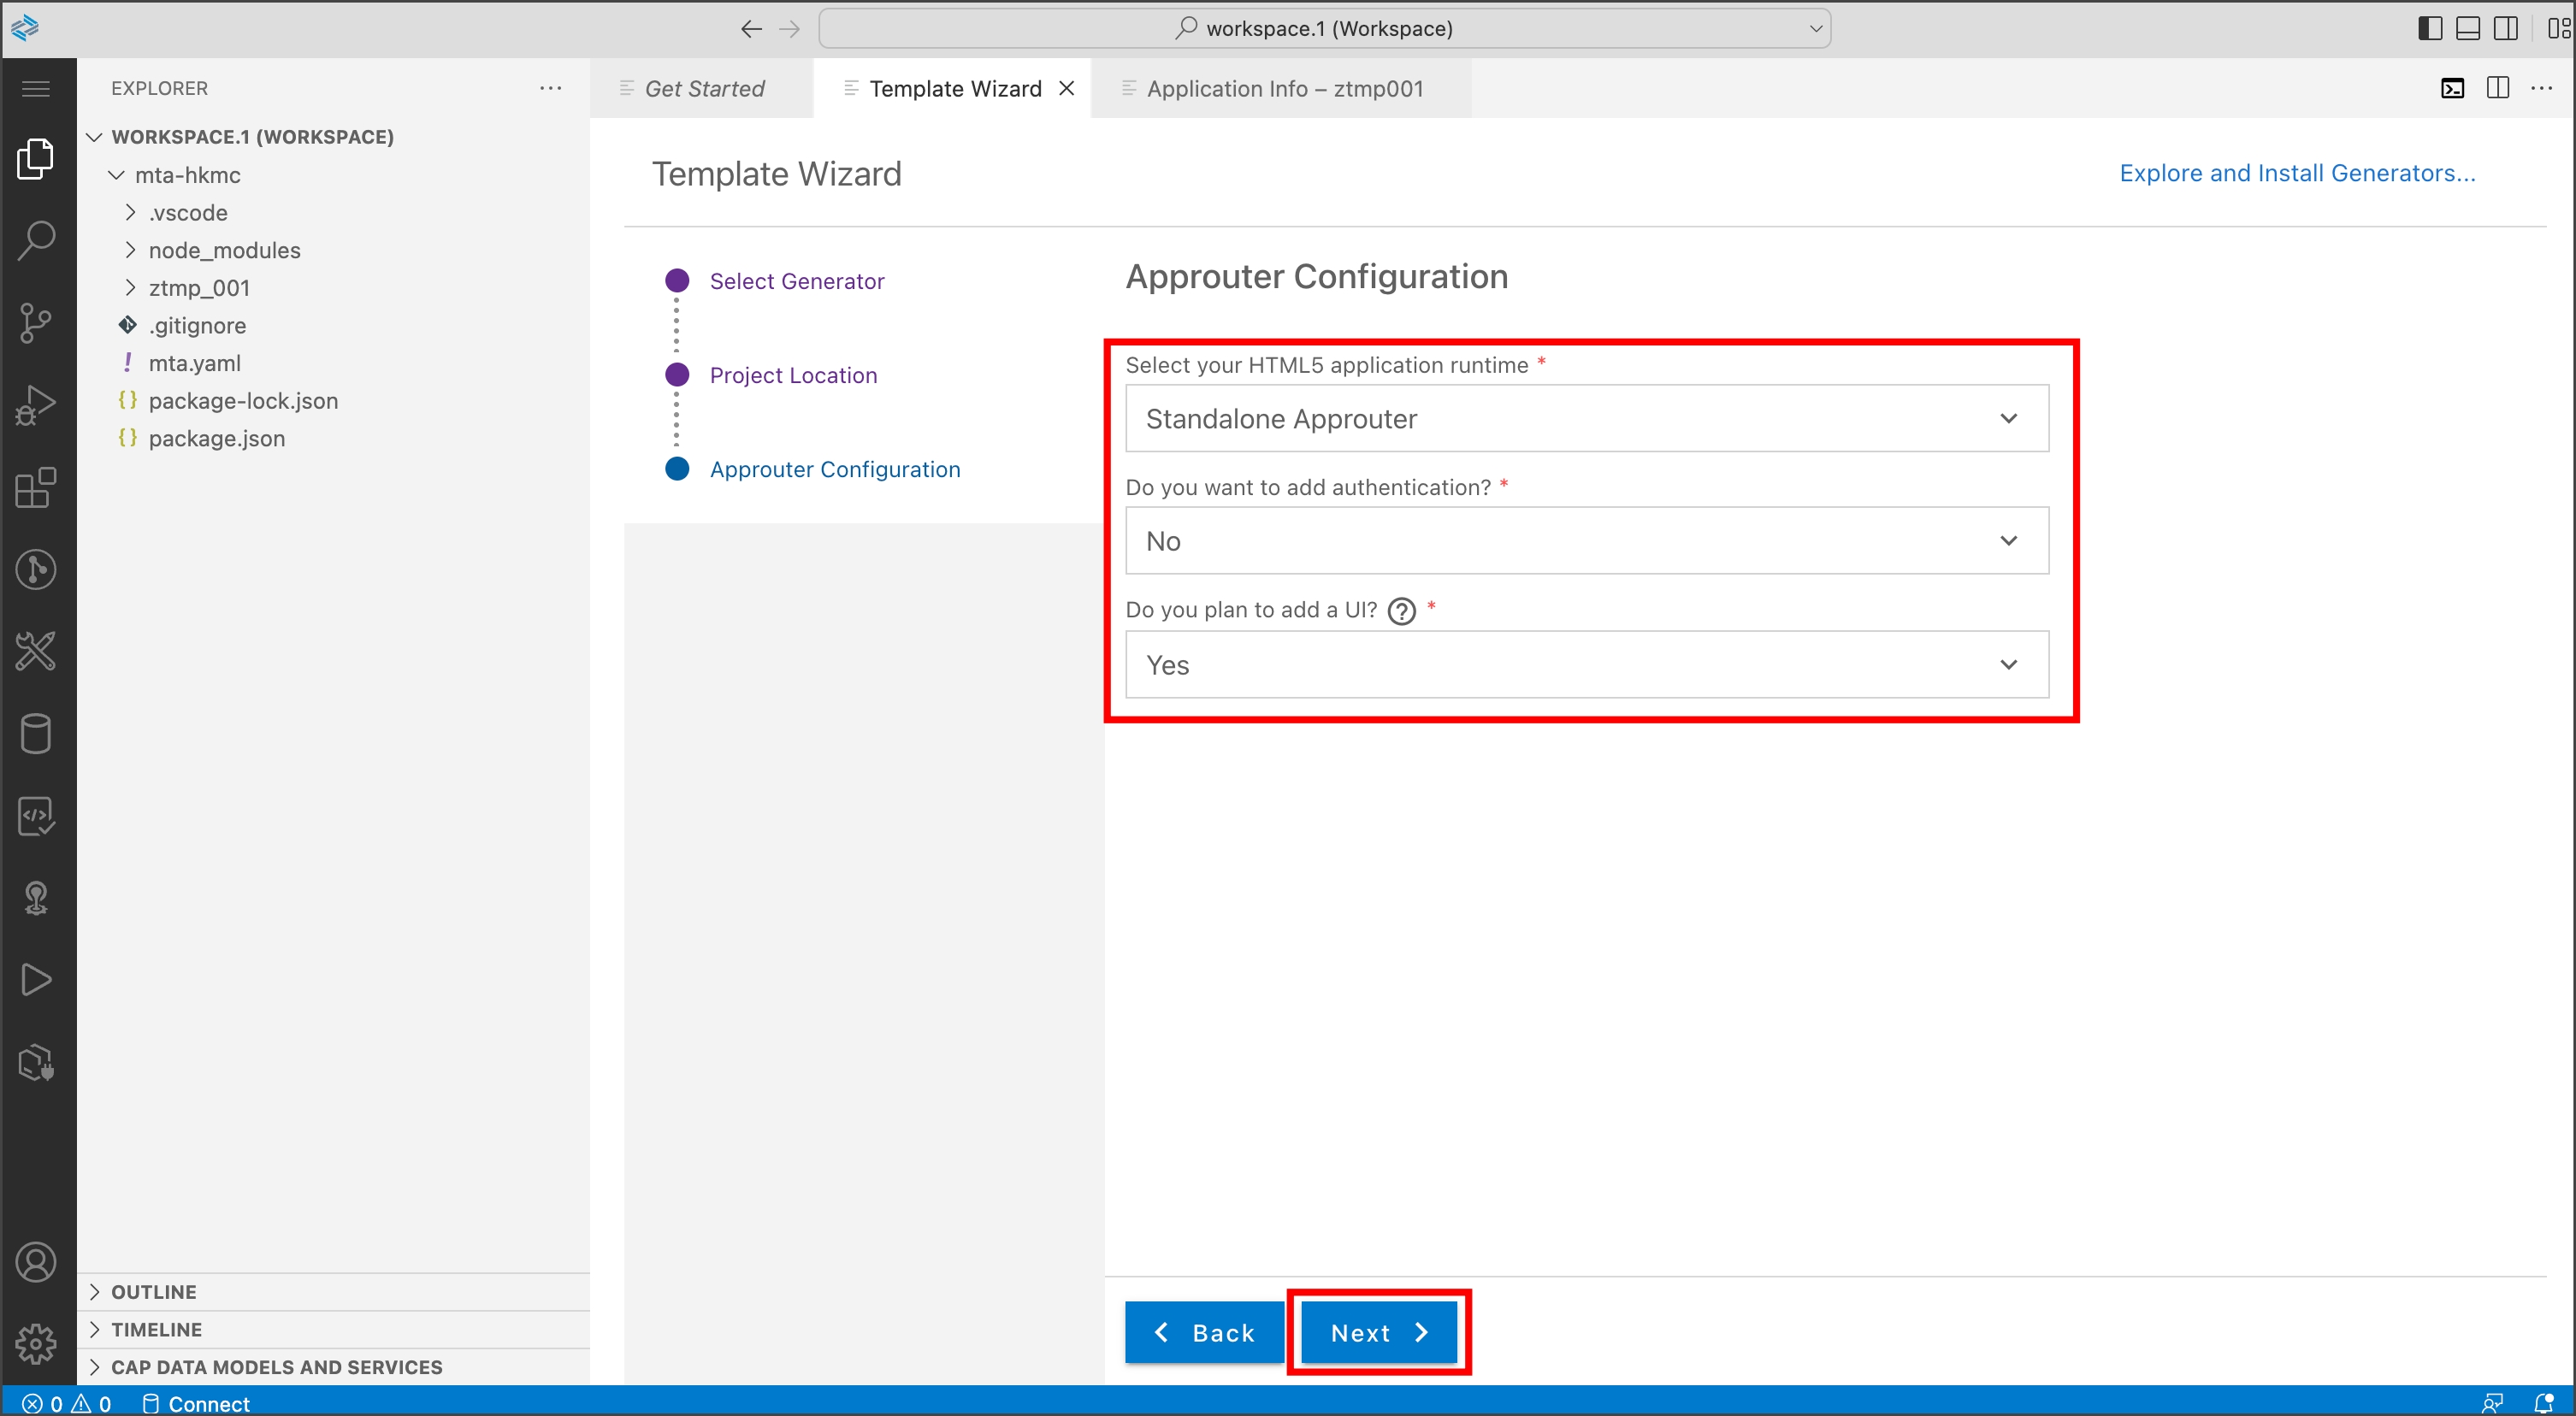 workspace.1 (Workspace)
EXPLORER
Get Started
Template Wizard
Application Info – ztmp001
WORKSPACE.1 (WORKSPACE)
mta-hkmc
.vscode
node_modules
ztmp_001
.gitignore
! mta.yaml
{} package-lock.json
{} package.json
OUTLINE
TIMELINE
CAP DATA MODELS AND SERVICES
Template Wizard
Explore and Install Generators...
Select Generator
Project Location
Approuter Configuration
Approuter Configuration
Select your HTML5 application runtime *
Standalone Approuter
Do you want to add authentication? *
No
Do you plan to add a UI? ? *
Yes
Back
Next
0 0 Connect